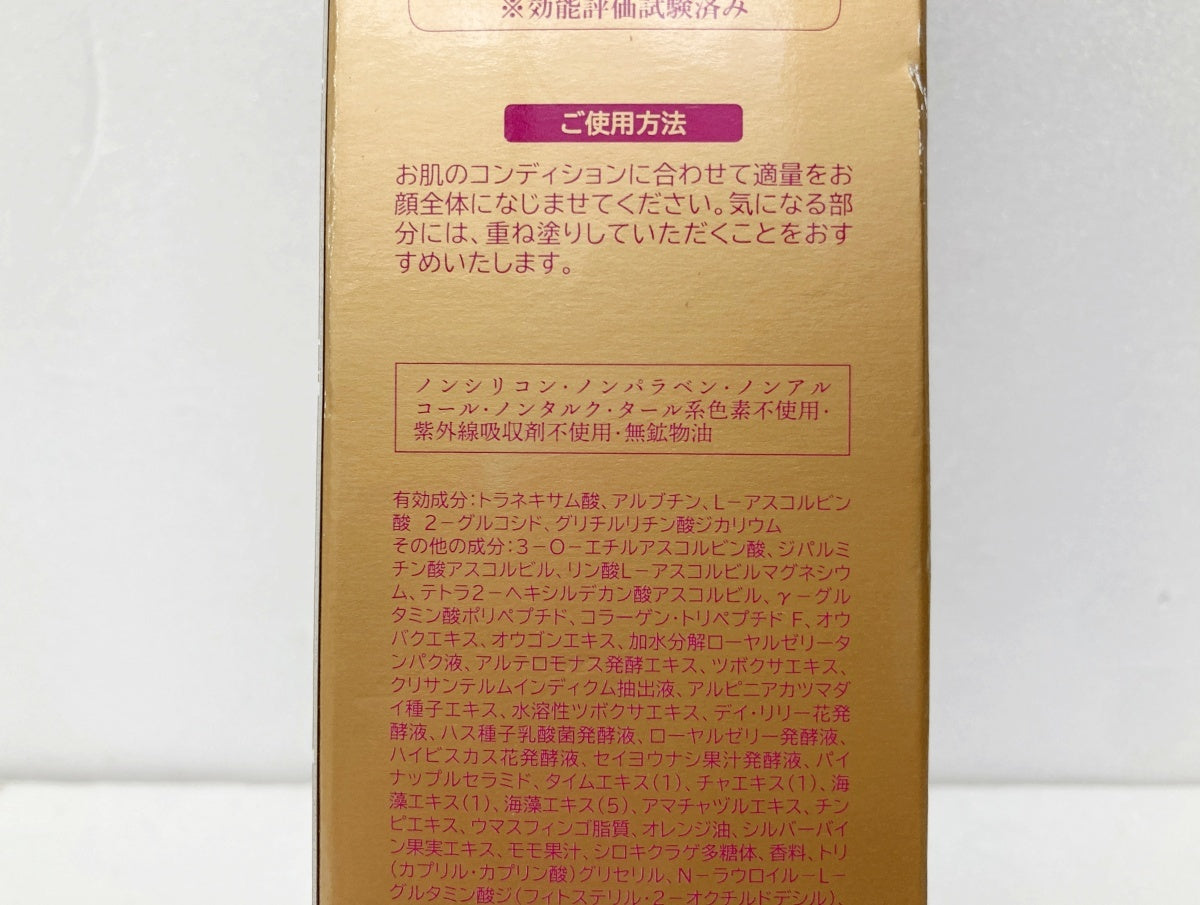 ※効能評価試験済み
ご使用方法
お肌のコンディションに合わせて適量をお
顔全体になじませてください。気になる部
分には、重ね塗りしていただくことをおす
すめいたします。
ノンシリコン・ノンパラベン・ノンアル
コール・ノンタルク・タール系色素不使用・
紫外線吸収剤不使用・無鉱物油
有効成分：トラネキサム酸、アルブチン、L－アスコルビン
酸 2－グルコシド、グリチルリチン酸ジカリウム
その他の成分：3－O－エチルアスコルビン酸、ジパルミ
チン酸アスコルビル、リン酸L－アスコルビルマグネシウ
ム、テトラ2－ヘキシルデカン酸アスコルビル、γ－グル
タミン酸ポリペプチド、コラーゲン・トリペプチド F、オウ
バクエキス、オウゴンエキス、加水分解ローヤルゼリータ
ンパク液、アルテロモナス発酵エキス、ツボクサエキス、
クリサンテルムインディクム抽出液、アルピニアカツマダ
イ種子エキス、水溶性ツボクサエキス、デイ・リリー花発
酵液、ハス種子乳酸菌発酵液、ローヤルゼリー発酵液、
ハイビスカス花発酵液、セイヨウナシ果汁発酵液、パイ
ナップルセラミド、タイムエキス（1）、チャエキス（1）、海
藻エキス（1）、海藻エキス（5）、アマチャヅルエキス、チン
ピエキス、ウマスフィンゴ脂質、オレンジ油、シルバーバイ
ン果実エキス、モモ果汁、シロキクラゲ多糖体、香料、トリ
（カプリル・カプリン酸）グリセリル、N－ラウロイル－L－
グルタミン酸ジ（フィトステリル・2－オクチルドデシル）、